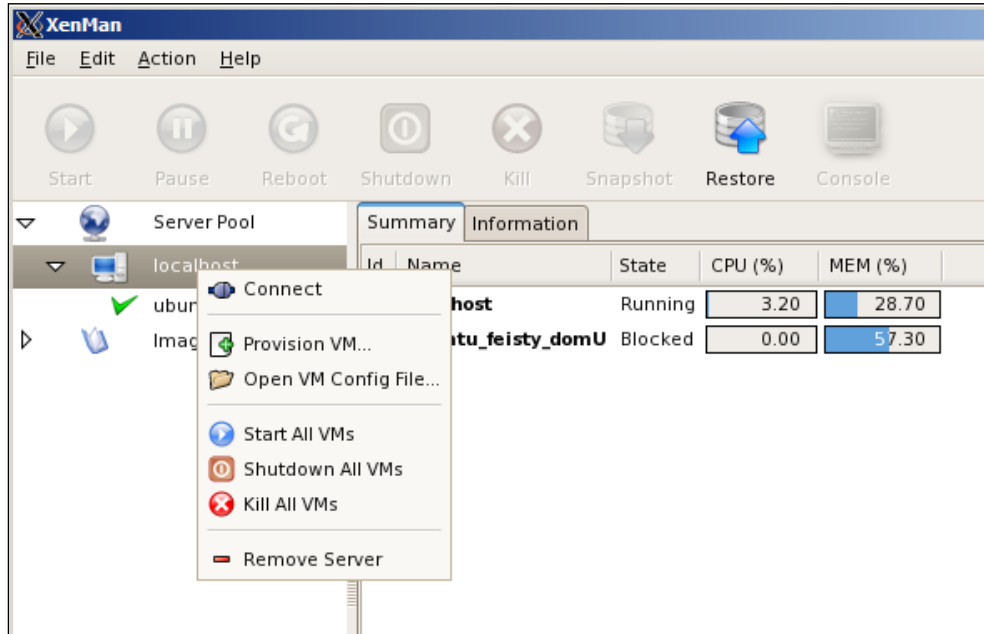 XenMan
File Edit Action Help
Start Pause Reboot Shutdown Kill Snapshot Restore Console
Server Pool
Summary Information
localhost
Id Name State CPU (%) MEM (%)
Connect
host Running 3.20 28.70
Provision VM...
tu_feisty_domU Blocked 0.00 57.30
Open VM Config File...
Start All VMs
Shutdown All VMs
Kill All VMs
Remove Server